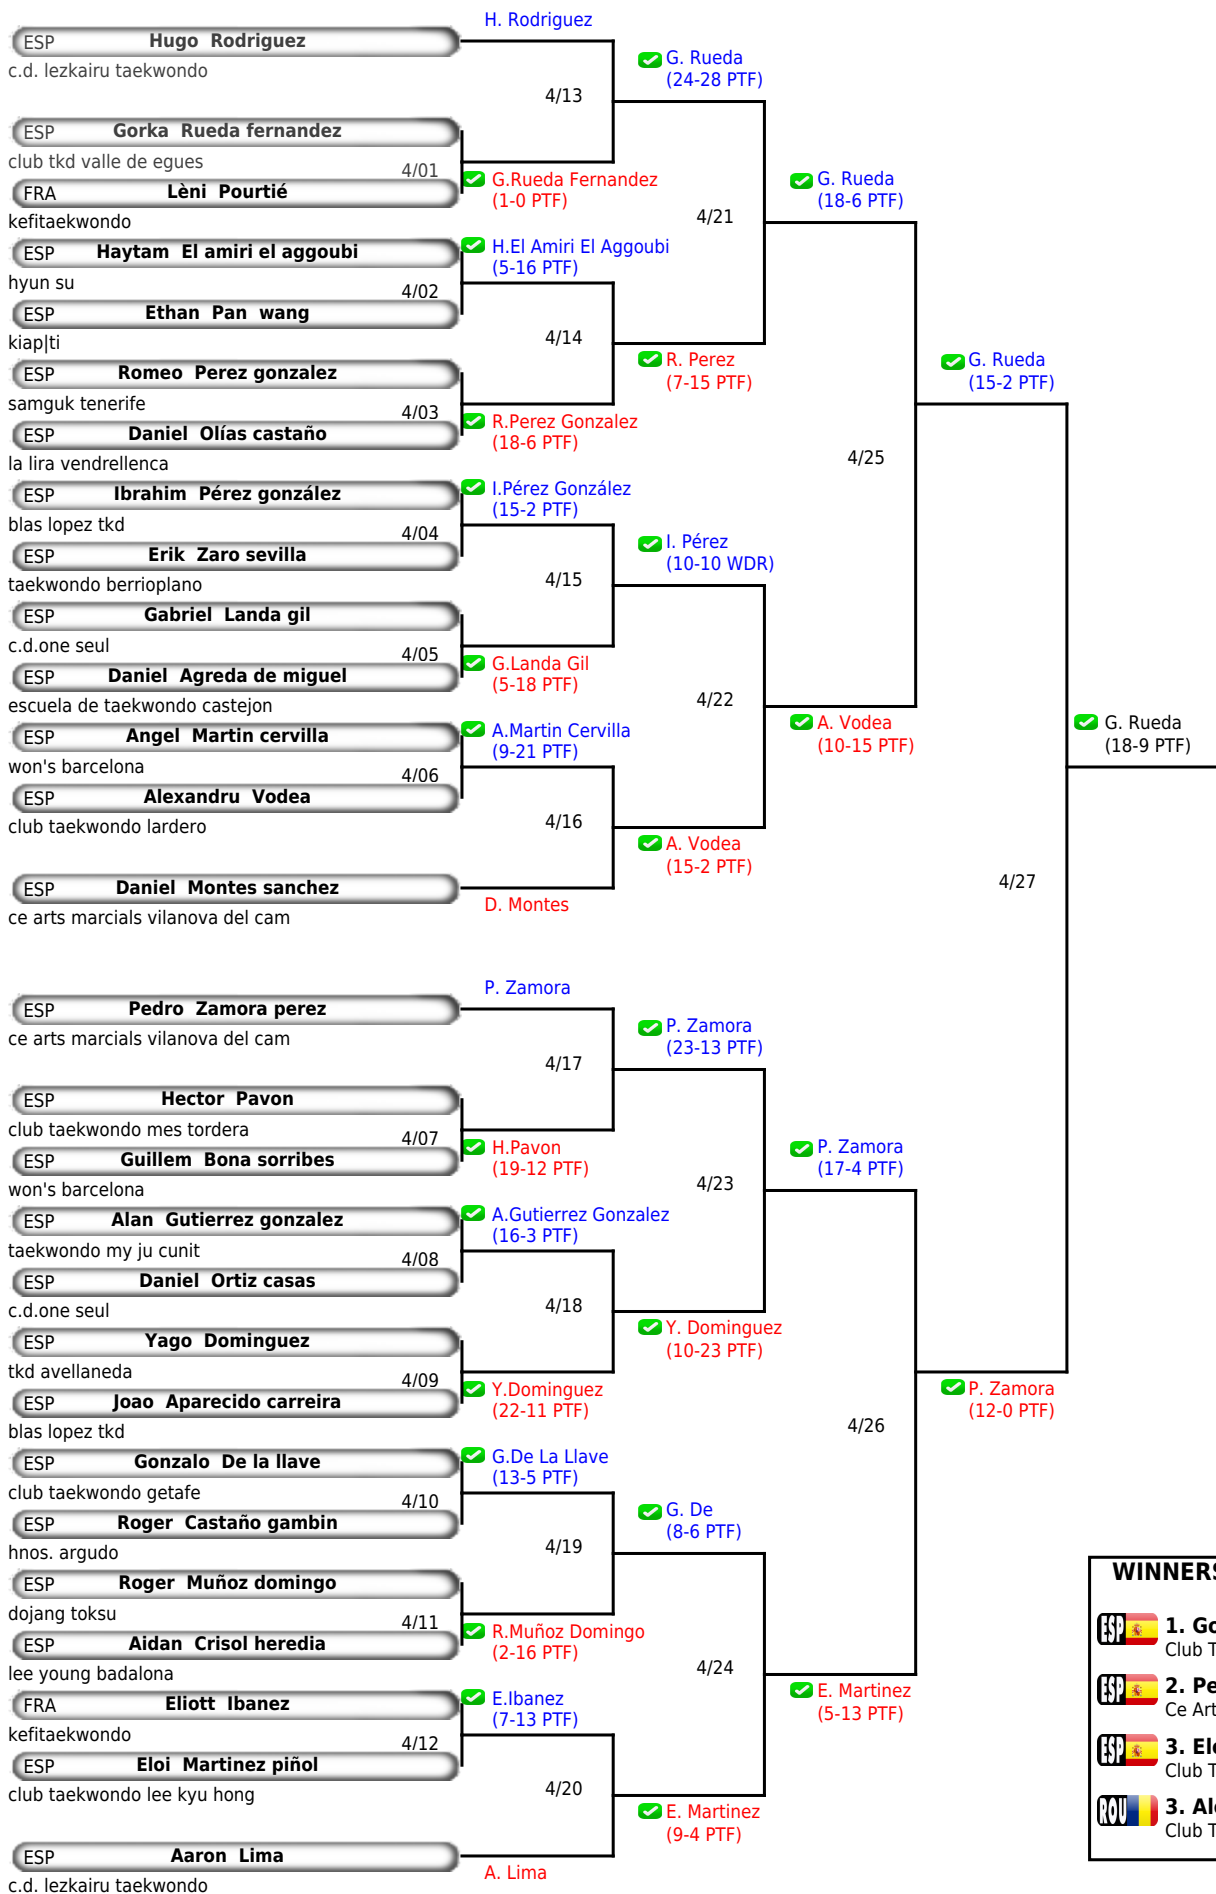 H. Rodriguez
ESP Hugo Rodriguez
c.d. lezkairu taekwondo
G. Rueda
(24-28 PTF)
4/13
ESP Gorka Rueda fernandez
club tkd valle de egues
4/01
G.Rueda Fernandez
(1-0 PTF)
FRA Lèni Pourtié
kefitaekwondo
G. Rueda
(18-6 PTF)
4/21
ESP Haytam El amiri el aggoubi
hyun su
4/02
H.El Amiri El Aggoubi
(5-16 PTF)
ESP Ethan Pan wang
kiap|ti
4/14
R. Perez
(7-15 PTF)
ESP Romeo Perez gonzalez
samguk tenerife
4/03
R.Perez Gonzalez
(18-6 PTF)
ESP Daniel Olías castaño
la lira vendrellenca
G. Rueda
(15-2 PTF)
4/25
ESP Ibrahim Pérez gonzález
blas lopez tkd
4/04
I.Pérez González
(15-2 PTF)
ESP Erik Zaro sevilla
taekwondo berrioplano
I. Pérez
(10-10 WDR)
4/15
ESP Gabriel Landa gil
c.d.one seul
4/05
G.Landa Gil
(5-18 PTF)
ESP Daniel Agreda de miguel
escuela de taekwondo castejon
4/22
A. Vodea
(10-15 PTF)
G. Rueda
(18-9 PTF)
ESP Angel Martin cervilla
won's barcelona
4/06
A.Martin Cervilla
(9-21 PTF)
ESP Alexandru Vodea
club taekwondo lardero
4/16
A. Vodea
(15-2 PTF)
ESP Daniel Montes sanchez
ce arts marcials vilanova del cam
D. Montes
4/27
P. Zamora
ESP Pedro Zamora perez
ce arts marcials vilanova del cam
P. Zamora
(23-13 PTF)
4/17
ESP Hector Pavon
club taekwondo mes tordera
4/07
H.Pavon
(19-12 PTF)
ESP Guillem Bona sorribes
won's barcelona
P. Zamora
(17-4 PTF)
4/23
ESP Alan Gutierrez gonzalez
taekwondo my ju cunit
4/08
A.Gutierrez Gonzalez
(16-3 PTF)
ESP Daniel Ortiz casas
c.d.one seul
4/18
Y. Dominguez
(10-23 PTF)
ESP Yago Dominguez
tkd avellaneda
4/09
Y.Dominguez
(22-11 PTF)
ESP Joao Aparecido carreira
blas lopez tkd
P. Zamora
(12-0 PTF)
4/26
ESP Gonzalo De la llave
club taekwondo getafe
4/10
G.De La Llave
(13-5 PTF)
ESP Roger Castaño gambin
hnos. argudo
G. De
(8-6 PTF)
4/19
ESP Roger Muñoz domingo
dojang toksu
4/11
R.Muñoz Domingo
(2-16 PTF)
ESP Aidan Crisol heredia
lee young badalona
4/24
E. Martinez
(5-13 PTF)
FRA Eliott Ibanez
kefitaekwondo
4/12
E.Ibanez
(7-13 PTF)
ESP Eloi Martinez piñol
club taekwondo lee kyu hong
4/20
E. Martinez
(9-4 PTF)
ESP Aaron Lima
c.d. lezkairu taekwondo
A. Lima
WINNERS
ESP 1. Go
Club T
ESP 2. Pe
Ce Art
ESP 3. Elo
Club T
ROU 3. Ale
Club T